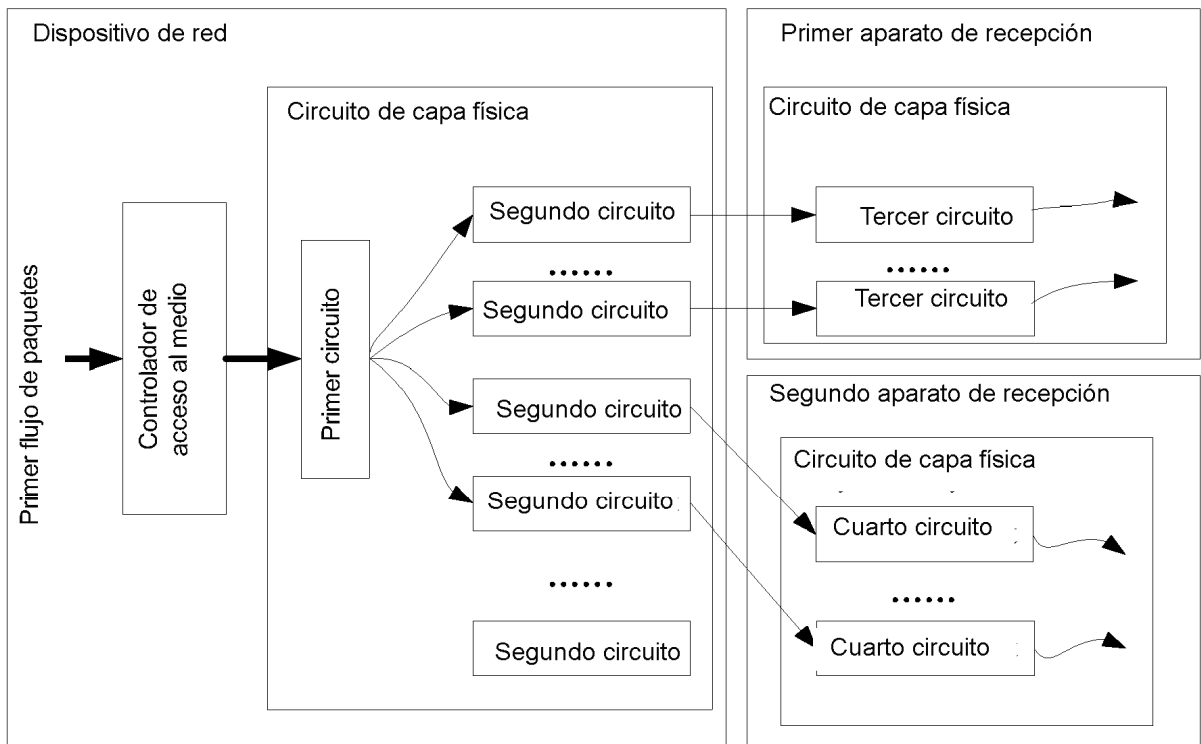 Dispositivo de red
Primer flujo de paquetes
Controlador de
acceso al medio
Circuito de capa física
Primer circuito
Segundo circuito
......
Segundo circuito
Segundo circuito
......
Segundo circuito
......
Segundo circuito
Primer aparato de recepción
Circuito de capa física
Tercer circuito
......
Tercer circuito
Segundo aparato de recepción
Circuito de capa física
Cuarto circuito
......
Cuarto circuito